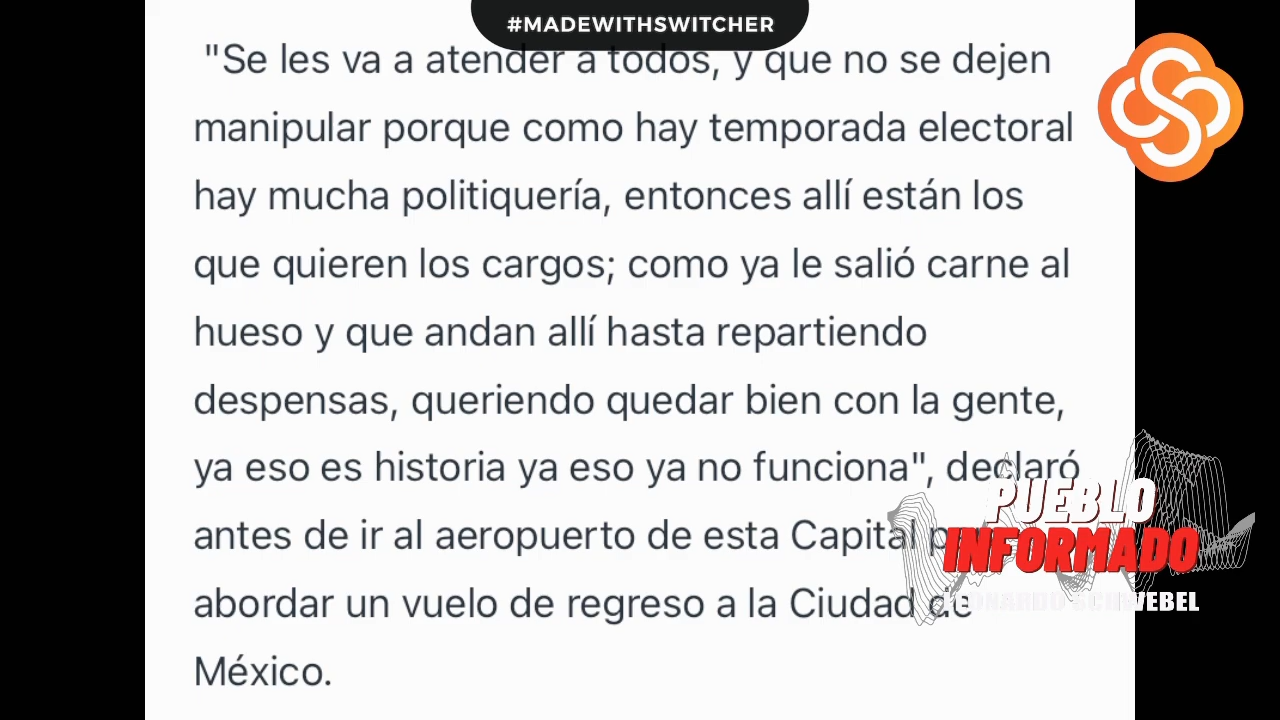 #MADEWITHSWITCHER
"Se les va a atender a todos, y que no se dejen
manipular porque como hay temporada electoral
hay mucha politiquería, entonces allí están los
que quieren los cargos; como ya le salió carne al
hueso y que andan allí hasta repartiendo
despensas, queriendo quedar bien con la gente,
ya eso es historia ya eso ya no funciona", declaró
antes de ir al aeropuerto de esta Capital
abordar un vuelo de regreso a la Ciudad de
México.
PUEBLO
INFORMADO
LEONARDO SCHWEBEL